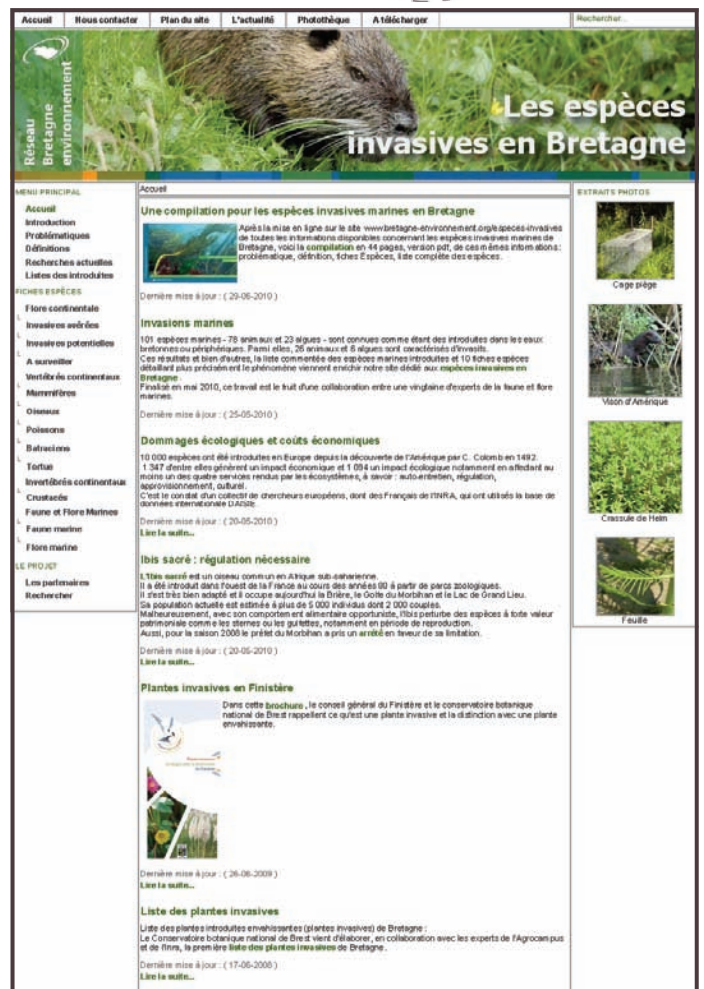 Accueil Nous contacter Plan du site L'actualité Photothèque A télécharger Rechercher...
Réseau
Bretagne
environnement
Les espèces
invasives en Bretagne
MENU PRINCIPAL
Accueil
Introduction
Problématiques
Définitions
Recherches actuelles
Listes des introduites
FICHES ESPÈCES
Flore continentale
Invasives avérées
Invasives potentielles
A surveiller
Vertébrés continentaux
Mammifères
Oiseaux
Poissons
Batraciens
Tortue
Invertébrés continentaux
Crustacés
Faune et Flore Marines
Faune marine
Flore marine
LE PROJET
Les partenaires
Rechercher
Accueil
Une compilation pour les espèces invasives marines en Bretagne
Après la mise en ligne sur le site www.bretagne-environnement.org/especes-invasives
de toutes les informations disponibles concernant les espèces invasives marines de
Bretagne, voici la compilation en 44 pages, version pdf, de ces mêmes informations :
problématique, définition, fiches Espèces, liste complète des espèces.
Dernière mise à jour : ( 29-06-2010 )
Invasions marines
101 espèces marines - 78 animaux et 23 algues - sont connues comme étant des introduites dans les eaux
bretonnes ou périphériques. Parmi elles, 26 animaux et 6 algues sont caractérisés d'invasifs.
Ces résultats et bien d'autres, la liste commentée des espèces marines introduites et 10 fiches espèces
détaillant plus précisément le phénomène viennent enrichir notre site dédié aux espèces invasives en
Bretagne .
Finalisé en mai 2010, ce travail est le fruit d'une collaboration entre une vingtaine d'experts de la faune et flore
marines.
Dernière mise à jour : ( 25-05-2010 )
Dommages écologiques et coûts économiques
10 000 espèces ont été introduites en Europe depuis la découverte de l'Amérique par C. Colomb en 1492.
1 347 d'entre elles génèrent un impact économique et 1 094 un impact écologique notamment en affectant au
moins un des quatre services rendus par les écosystèmes, à savoir : auto-entretien, régulation,
approvisionnement, culturel.
C'est le constat d'un collectif de chercheurs européens, dont des Français de l'INRA, qui ont utilisés la base de
données internationale DAISIE.
Dernière mise à jour : ( 20-05-2010 )
Lire la suite...
Ibis sacré : régulation nécessaire
L'Ibis sacré est un oiseau commun en Afrique sub-saharienne.
Il a été introduit dans l'ouest de la France au cours des années 90 à partir de parcs zoologiques.
Il s'est très bien adapté et il occupe aujourd'hui la Brière, le Golfe du Morbihan et le Lac de Grand Lieu.
Sa population actuelle est estimée à plus de 5 000 individus dont 2 000 couples.
Malheureusement, avec son comportement alimentaire opportuniste, l'Ibis perturbe des espèces à forte valeur
patrimoniale comme les sternes ou les guifettes, notamment en période de reproduction.
Aussi, pour la saison 2008 le préfet du Morbihan a pris un arrêté en faveur de sa limitation.
Dernière mise à jour : ( 20-05-2010 )
Lire la suite...
Plantes invasives en Finistère
Dans cette brochure , le conseil général du Finistère et le conservatoire botanique
national de Brest rappellent ce qu'est une plante invasive et la distinction avec une plante
envahissante.
Dernière mise à jour : ( 26-06-2009 )
Lire la suite...
Liste des plantes invasives
Liste des plantes introduites envahissantes (plantes invasives) de Bretagne :
Le Conservatoire botanique national de Brest vient d'élaborer, en collaboration avec les experts de l'Agrocampus
et de l'Inra, la première liste des plantes invasives de Bretagne.
Dernière mise à jour : ( 17-06-2008 )
Lire la suite...
EXTRAITS PHOTOS
Cage piège
Vison d'Amérique
Crassule de Helm
Feuille